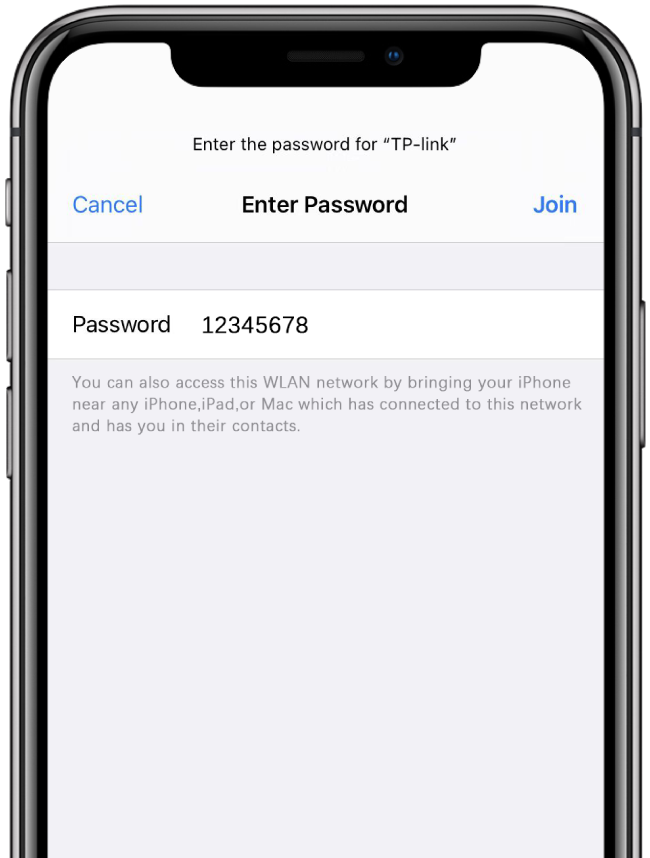 Enter the password for “TP-link”
Cancel Enter Password Join
Password 12345678
You can also access this WLAN network by bringing your iPhone
near any iPhone,iPad,or Mac which has connected to this network
and has you in their contacts.